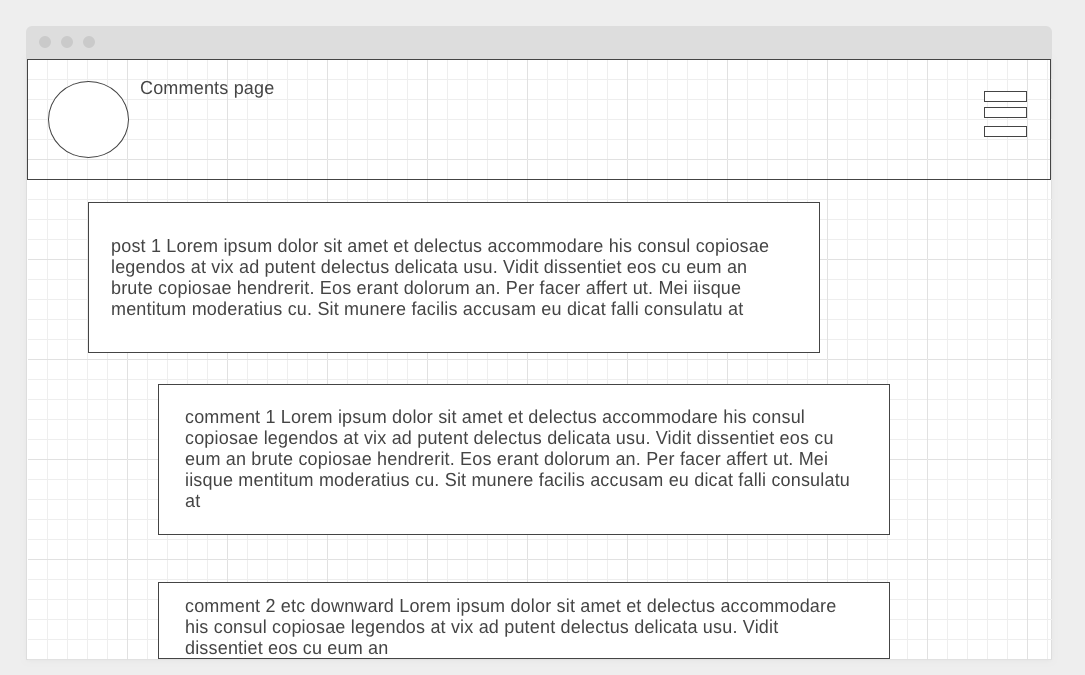 Comments page
post 1 Lorem ipsum dolor sit amet et delectus accommodare his consul copiosae
legendos at vix ad putent delectus delicata usu. Vidit dissentiet eos cu eum an
brute copiosae hendrerit. Eos erant dolorum an. Per facer affert ut. Mei iisque
mentitum moderatius cu. Sit munere facilis accusam eu dicat falli consulatu at
comment 1 Lorem ipsum dolor sit amet et delectus accommodare his consul
copiosae legendos at vix ad putent delectus delicata usu. Vidit dissentiet eos cu
eum an brute copiosae hendrerit. Eos erant dolorum an. Per facer affert ut. Mei
iisque mentitum moderatius cu. Sit munere facilis accusam eu dicat falli consulatu
at
comment 2 etc downward Lorem ipsum dolor sit amet et delectus accommodare
his consul copiosae legendos at vix ad putent delectus delicata usu. Vidit
dissentiet eos cu eum an